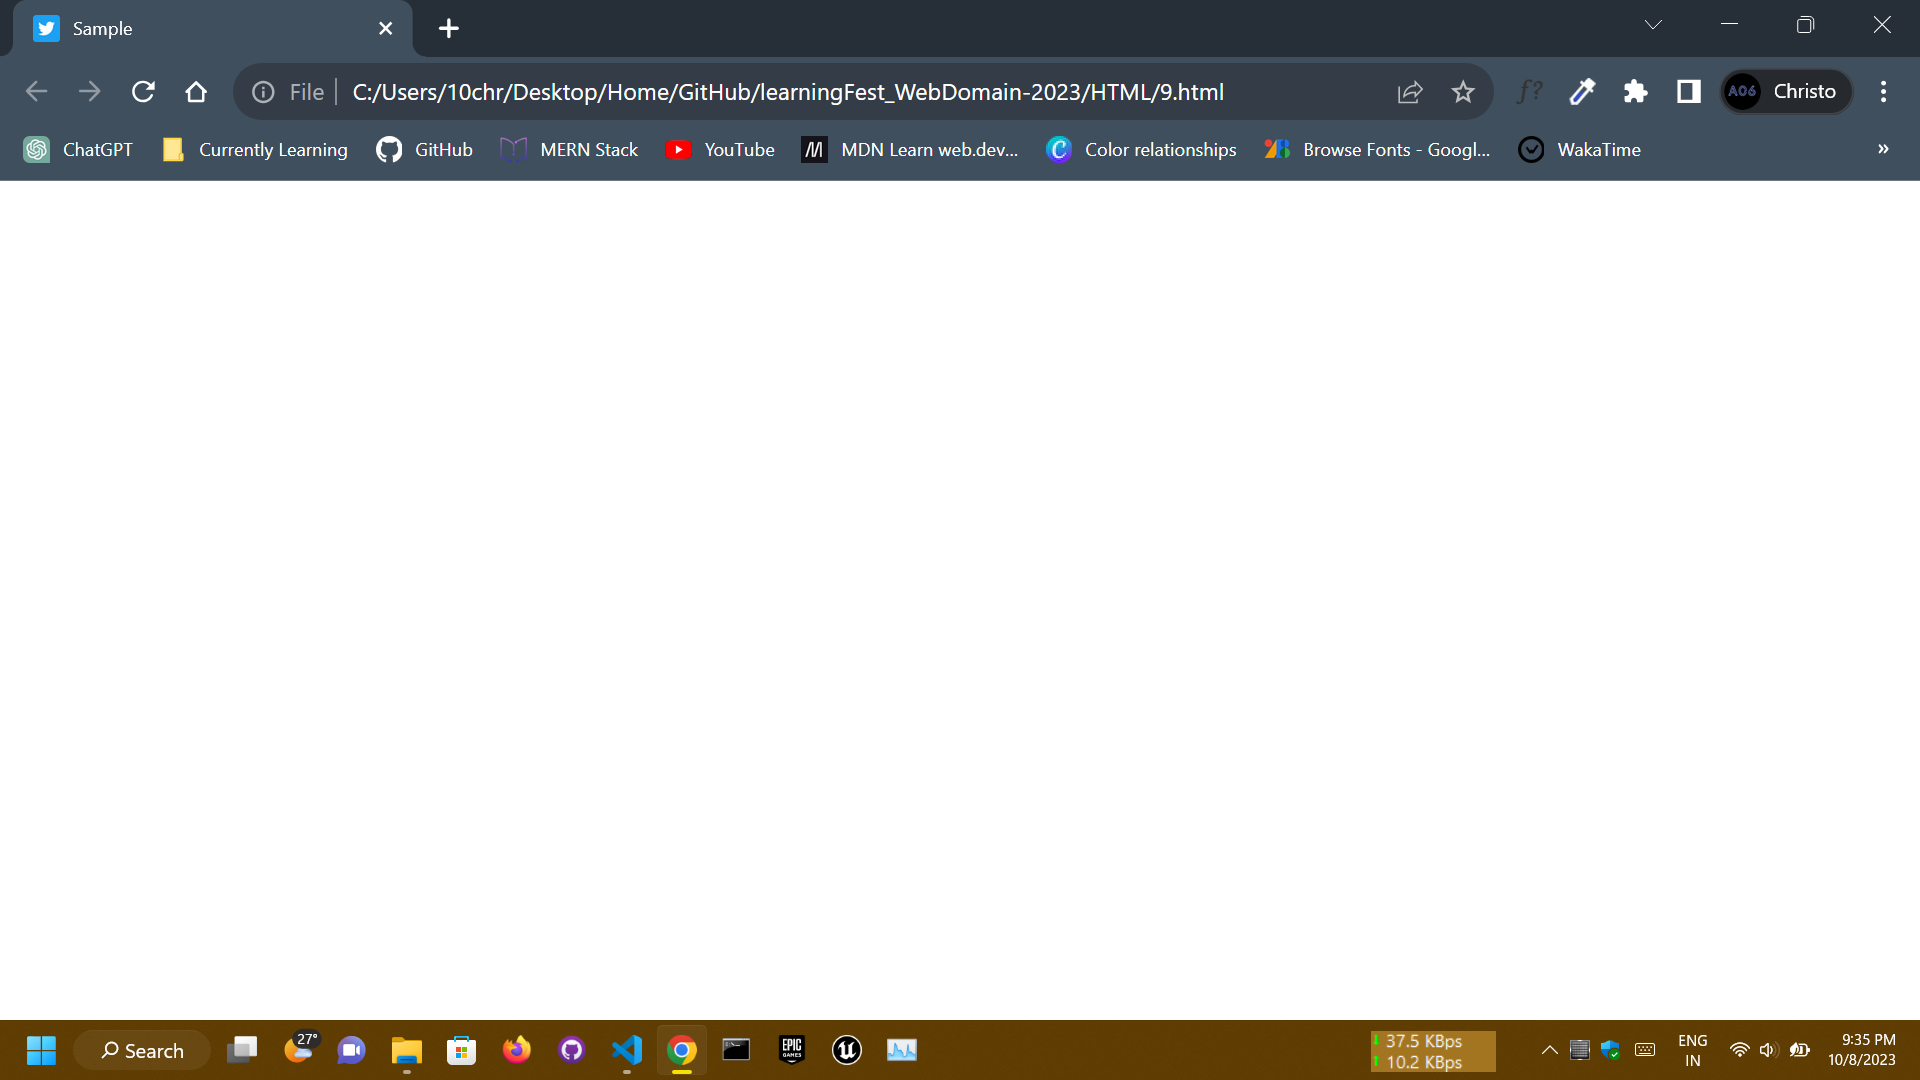 Sample
File C:/Users/10chr/Desktop/Home/GitHub/learningFest_WebDomain-2023/HTML/9.html
f?
A06 Christo
ChatGPT Currently Learning GitHub MERN Stack YouTube MDN Learn web.dev... Color relationships Browse Fonts - Googl... WakaTime »
Search
27°
EPIC GAMES
37.5 KBps
10.2 KBps
ENG
IN
9:35 PM
10/8/2023